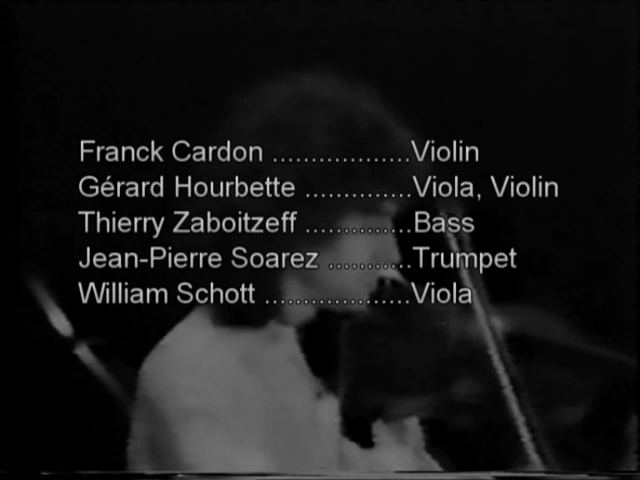 Franck Cardon ..................Violin
Gérard Hourbette ..............Viola, Violin
Thierry Zaboitzeff ..............Bass
Jean-Pierre Soarez ...........Trumpet
William Schott ...................Viola